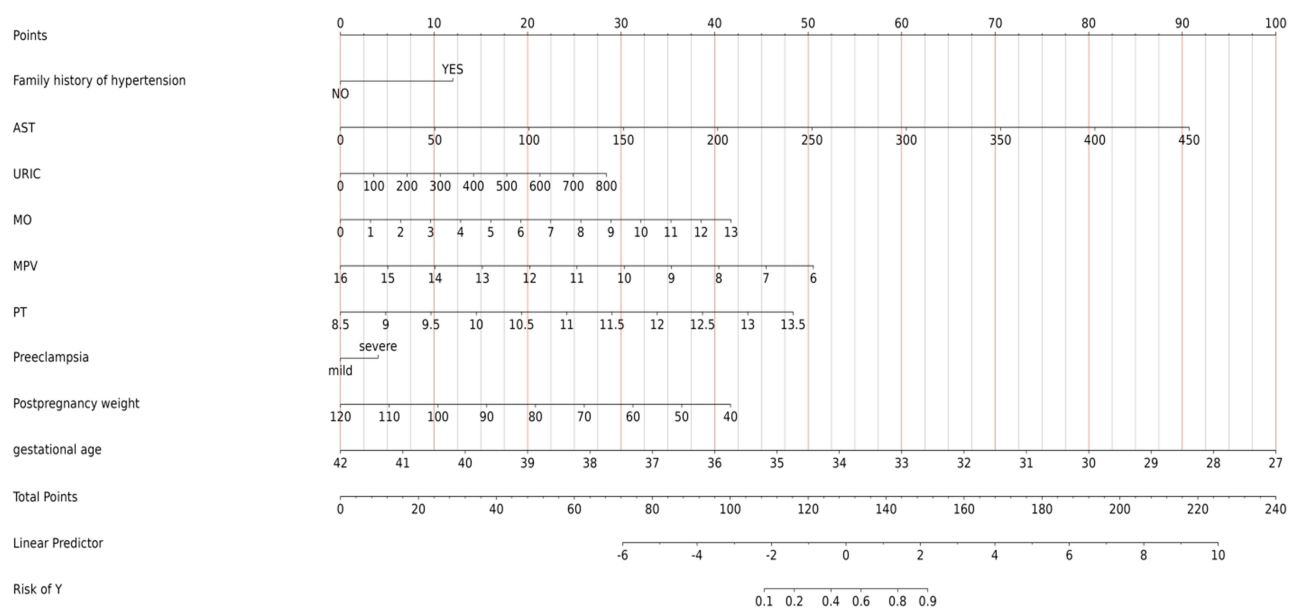 0 10 20 30 40 50 60 70 80 90 100
Points
YES
Family history of hypertension
NO
AST
0 50 100 150 200 250 300 350 400 450
URIC
0 100 200 300 400 500 600 700 800
MO
0 1 2 3 4 5 6 7 8 9 10 11 12 13
MPV
16 15 14 13 12 11 10 9 8 7 6
PT
8.5 9 9.5 10 10.5 11 11.5 12 12.5 13 13.5
severe
Preeclampsia
mild
Postpregnancy weight
120 110 100 90 80 70 60 50 40
gestational age
42 41 40 39 38 37 36 35 34 33 32 31 30 29 28 27
Total Points
0 20 40 60 80 100 120 140 160 180 200 220 240
Linear Predictor
-6 -4 -2 0 2 4 6 8 10
Risk of Y
0.1 0.2 0.4 0.6 0.8 0.9